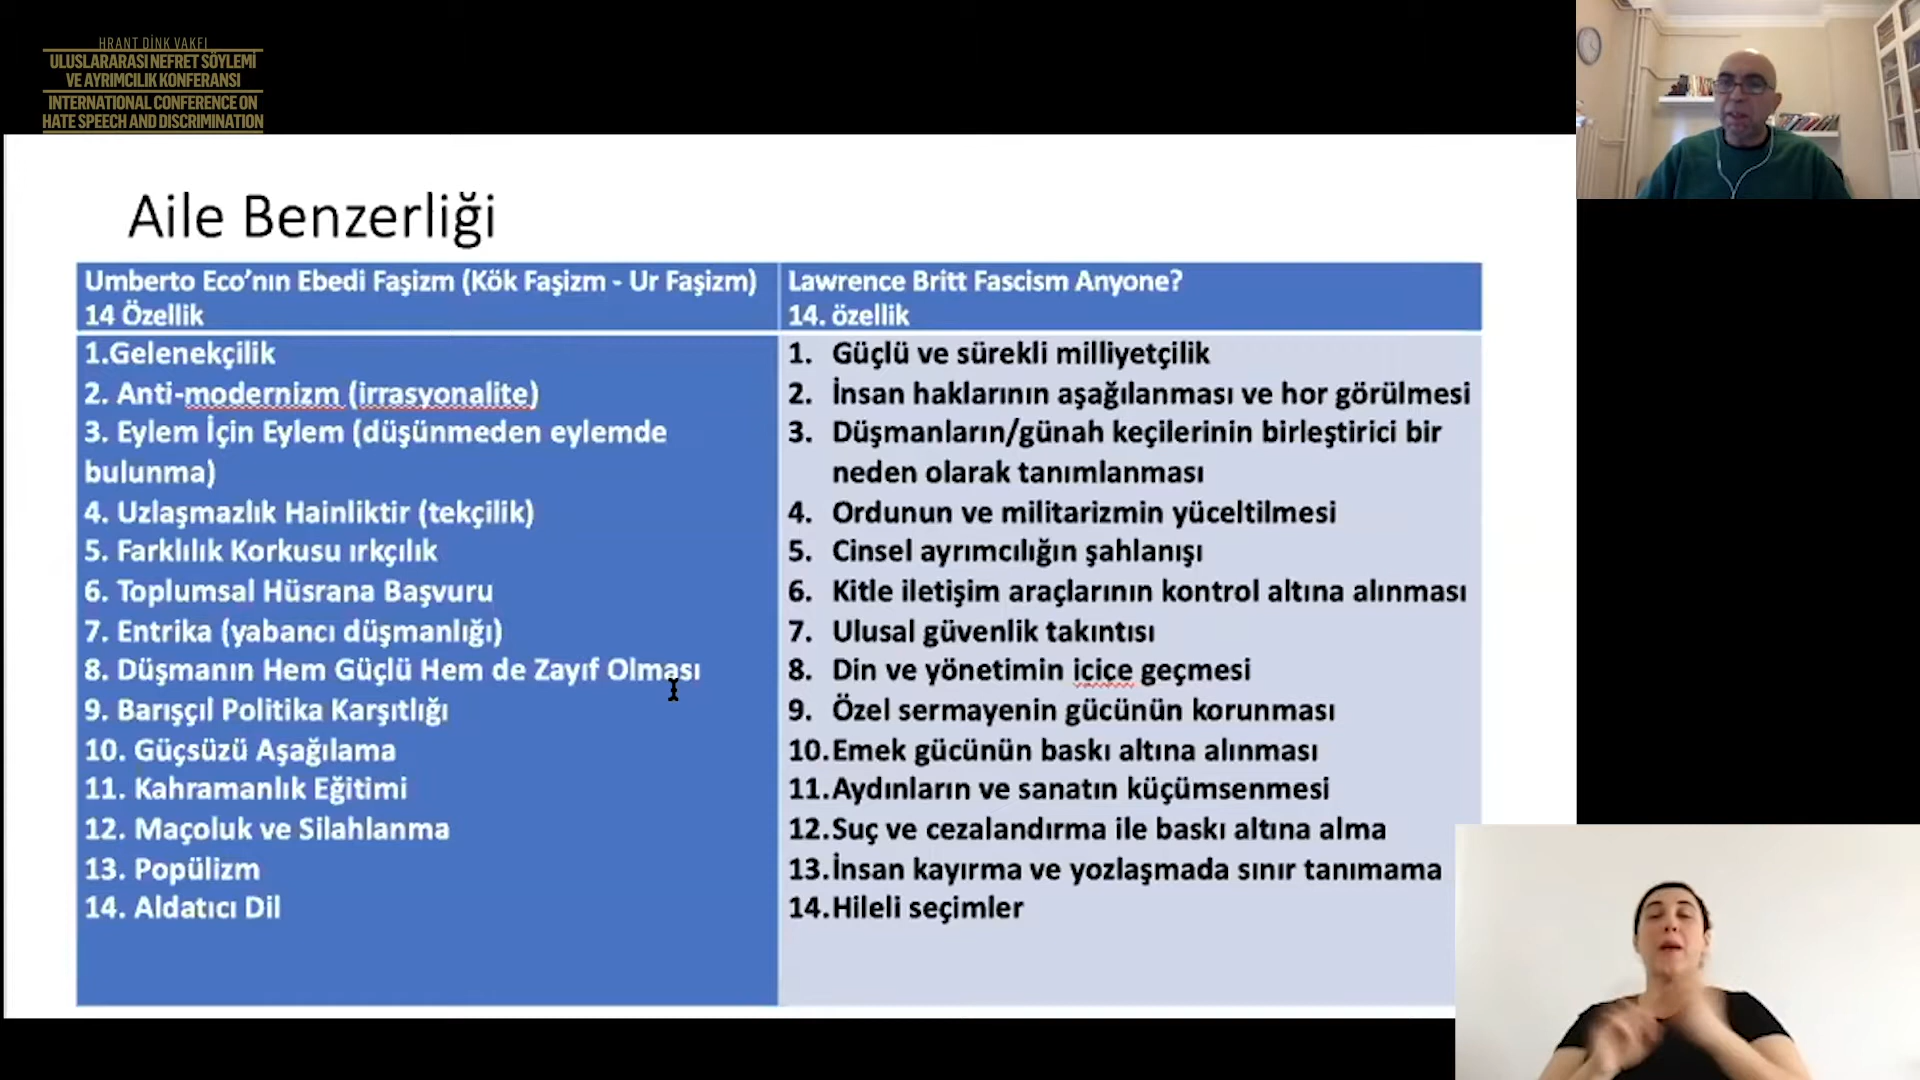 HRANT DİNK VAKFI
ULUSLARARASI NEFRET SÖYLEMİ
VE AYRIMCILIK KONFERANSI
INTERNATIONAL CONFERENCE ON
HATE SPEECH AND DISCRIMINATION
Aile Benzerliği
Umberto Eco’nın Ebedi Faşizm (Kök Faşizm - Ur Faşizm)
14 Özellik
1.Gelenekçilik
2. Anti-modernizm (irrasyonalite)
3. Eylem İçin Eylem (düşünmeden eylemde
bulunma)
4. Uzlaşmazlık Hainliktir (tekçilik)
5. Farklılık Korkusu ırkçılık
6. Toplumsal Hüsrana Başvuru
7. Entrika (yabancı düşmanlığı)
8. Düşmanın Hem Güçlü Hem de Zayıf Olması
9. Barışçıl Politika Karşıtlığı
10. Güçsüzü Aşağılama
11. Kahramanlık Eğitimi
12. Maçoluk ve Silahlanma
13. Popülizm
14. Aldatıcı Dil
Lawrence Britt Fascism Anyone?
14. özellik
1. Güçlü ve sürekli milliyetçilik
2. İnsan haklarının aşağılanması ve hor görülmesi
3. Düşmanların/günah keçilerinin birleştirici bir
neden olarak tanımlanması
4. Ordunun ve militarizmin yüceltilmesi
5. Cinsel ayrımcılığın şahlanışı
6. Kitle iletişim araçlarının kontrol altına alınması
7. Ulusal güvenlik takıntısı
8. Din ve yönetimin içiçe geçmesi
9. Özel sermayenin gücünün korunması
10.Emek gücünün baskı altına alınması
11.Aydınların ve sanatın küçümsenmesi
12.Suç ve cezalandırma ile baskı altına alma
13.İnsan kayırma ve yozlaşmada sınır tanımama
14.Hileli seçimler